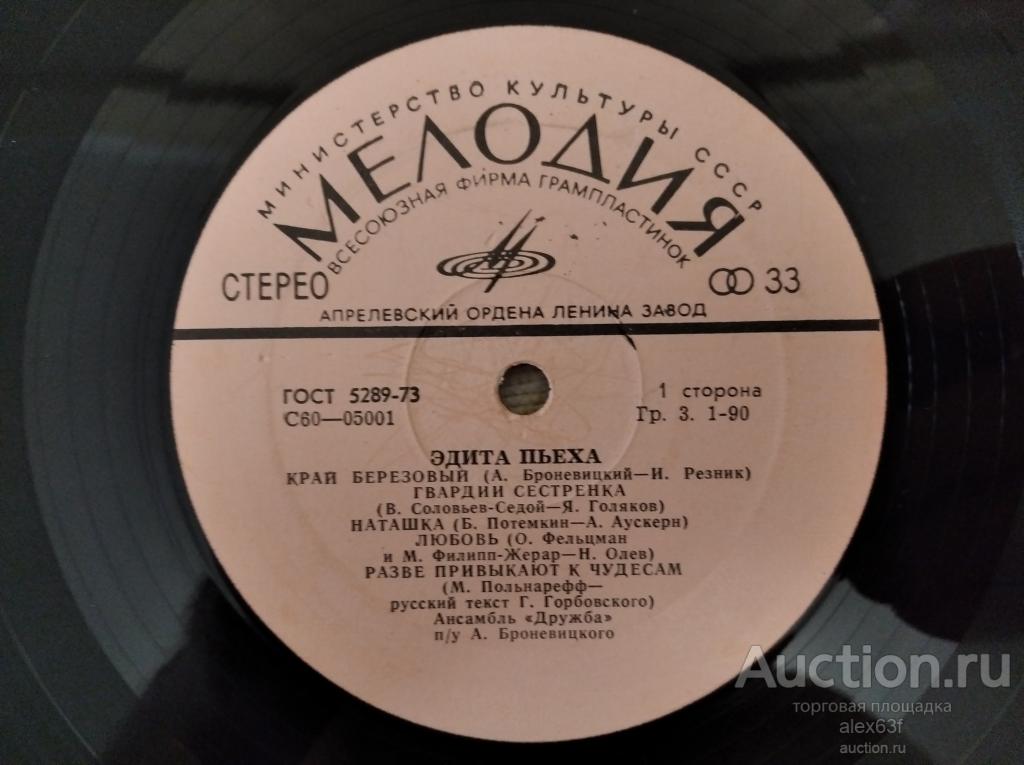 МИНИСТЕРСТВО КУЛЬТУРЫ СССР
МЕЛОДИЯ
ВСЕСОЮЗНАЯ ФИРМА ГРАМПЛАСТИНОК
СТЕРЕО
33
АПРЕЛЕВСКИЙ ОРДЕНА ЛЕНИНА ЗАВОД
ГОСТ 5289-73
1 сторона
С60—05001
Гр. 3. 1-90
ЭДИТА ПЬЕХА
КРАЙ БЕРЕЗОВЫЙ (А. Броневицкий—И. Резник)
ГВАРДИИ СЕСТРЕНКА
(В. Соловьев-Седой—Я. Голяков)
НАТАШКА (Б. Потемкин—А. Аускерн)
ЛЮБОВЬ (О. Фельцман
и М. Филипп-Жерар—Н. Олев)
РАЗВЕ ПРИВЫКАЮТ К ЧУДЕСАМ
(М. Польнарефф—
русский текст Г. Горбовского)
Ансамбль «Дружба»
п/у А. Броневицкого
Auction.ru
торговая площадка
alex63f
auction.ru